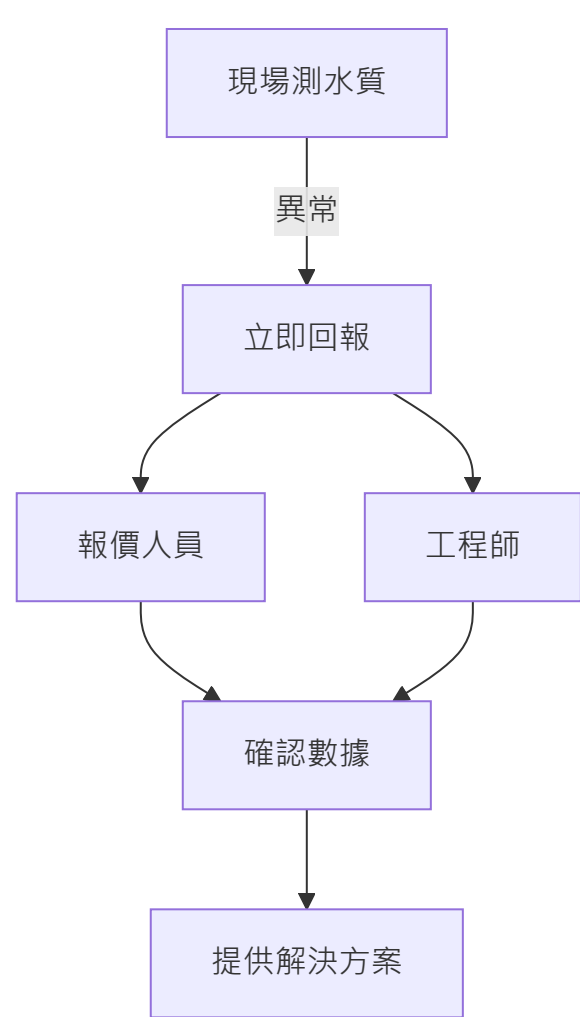 現場測水質
異常
立即回報
報價人員
工程師
確認數據
提供解決方案